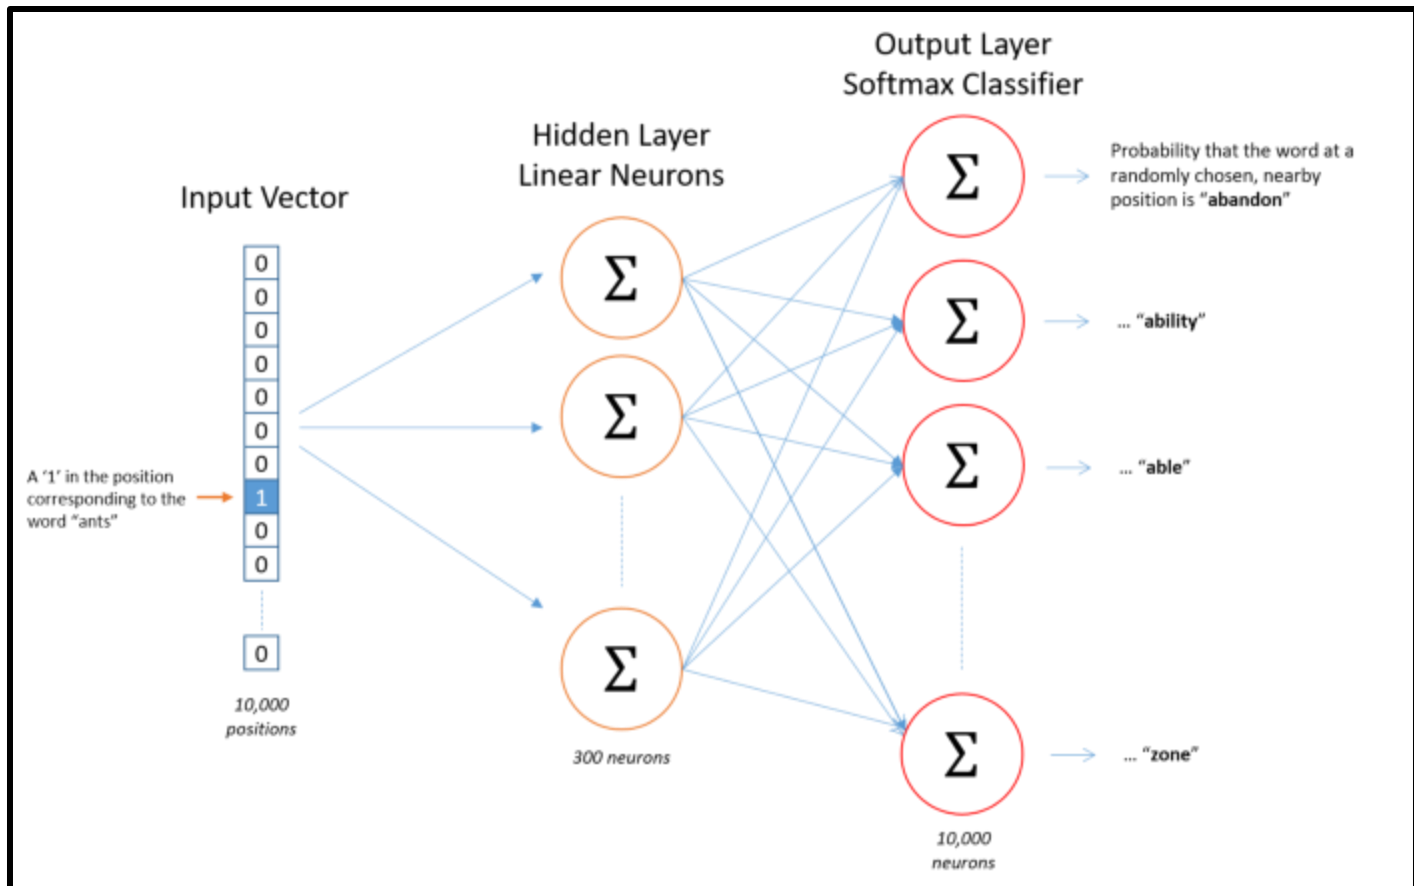 Output Layer
Softmax Classifier
Hidden Layer
Linear Neurons
Input Vector
0
0
0
0
0
0
0
1
0
0
0
A ‘1’ in the position
corresponding to the
word “ants”
10,000
positions
Σ
Σ
Σ
300 neurons
Σ
Σ
Σ
Σ
10,000
neurons
Probability that the word at a
randomly chosen, nearby
position is “abandon”
... “ability”
... “able”
... “zone”